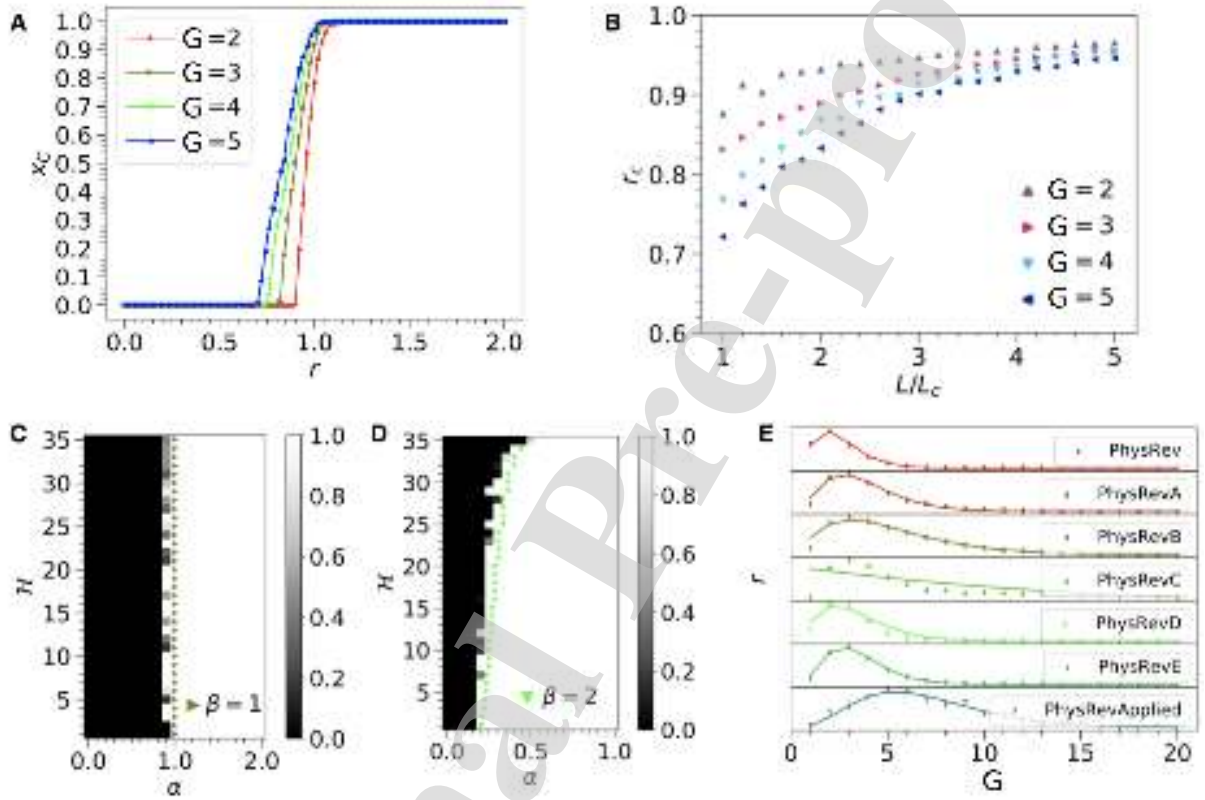 A
1.0
0.9
0.8
0.7
0.6
0.5
0.4
0.3
0.2
0.1
0.0
x_c
G =2
G =3
G =4
G =5
0.0 0.5 1.0 1.5 2.0
r
B
1.0
0.9
0.8
0.7
0.6
r_c
G = 2
G = 3
G = 4
G = 5
1 2 3 4 5
L/L_c
C
35
30
25
20
15
10
5
H
β = 1
0.0 1.0 2.0
α
1.0
0.8
0.6
0.4
0.2
0.0
D
35
30
25
20
15
10
5
H
β = 2
0.0 0.5 1.0
α
1.0
0.8
0.6
0.4
0.2
0.0
E
PhysRev
PhysRevA
PhysRevB
PhysRevC
PhysRevD
PhysRevE
PhysRevApplied
r
0 5 10 15 20
G
al Pre-pro